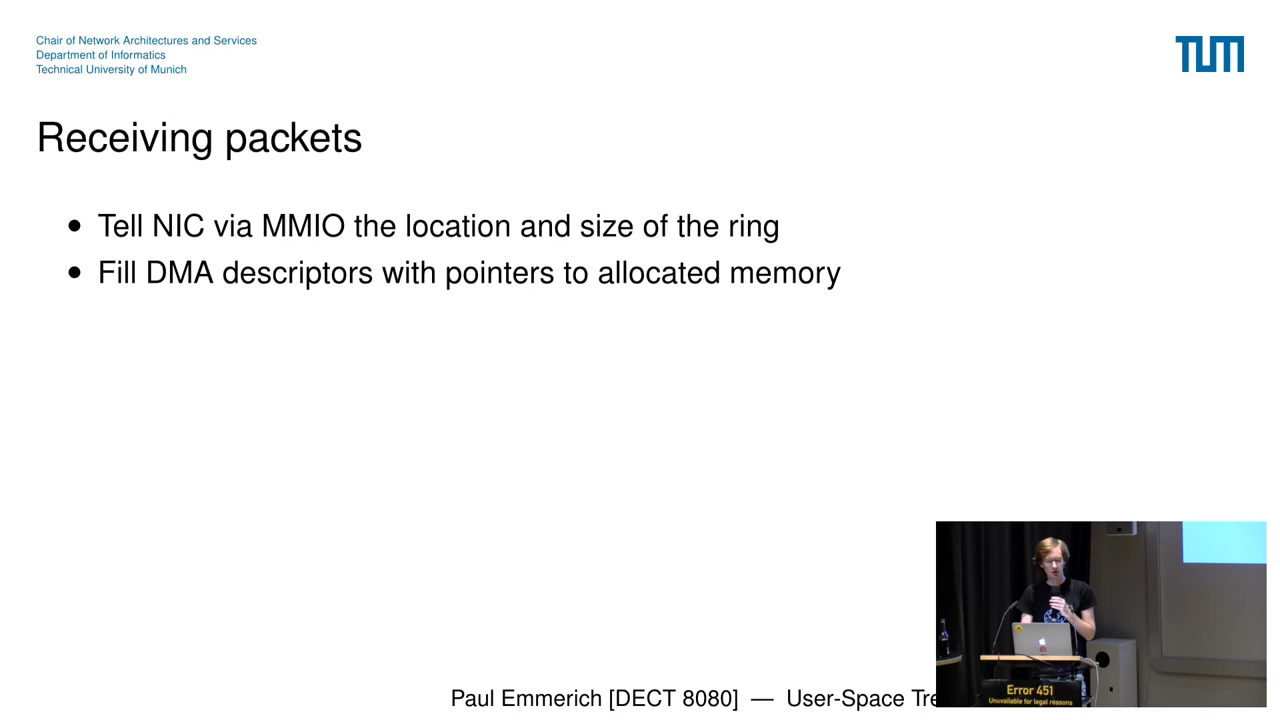 Chair of Network Architectures and Services
Department of Informatics
Technical University of Munich
TUM
Receiving packets
• Tell NIC via MMIO the location and size of the ring
• Fill DMA descriptors with pointers to allocated memory
Paul Emmerich [DECT 8080] — User-Space Tre
Error 451
Unavailable for legal reasons